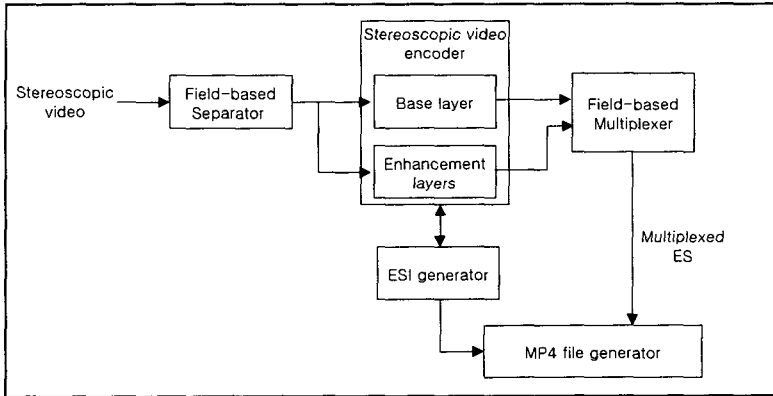 Stereoscopic video
encoder
Stereoscopic
video
Field-based
Separator
Base layer
Enhancement
layers
Field-based
Multiplexer
ESI generator
Multiplexed
ES
MP4 file generator